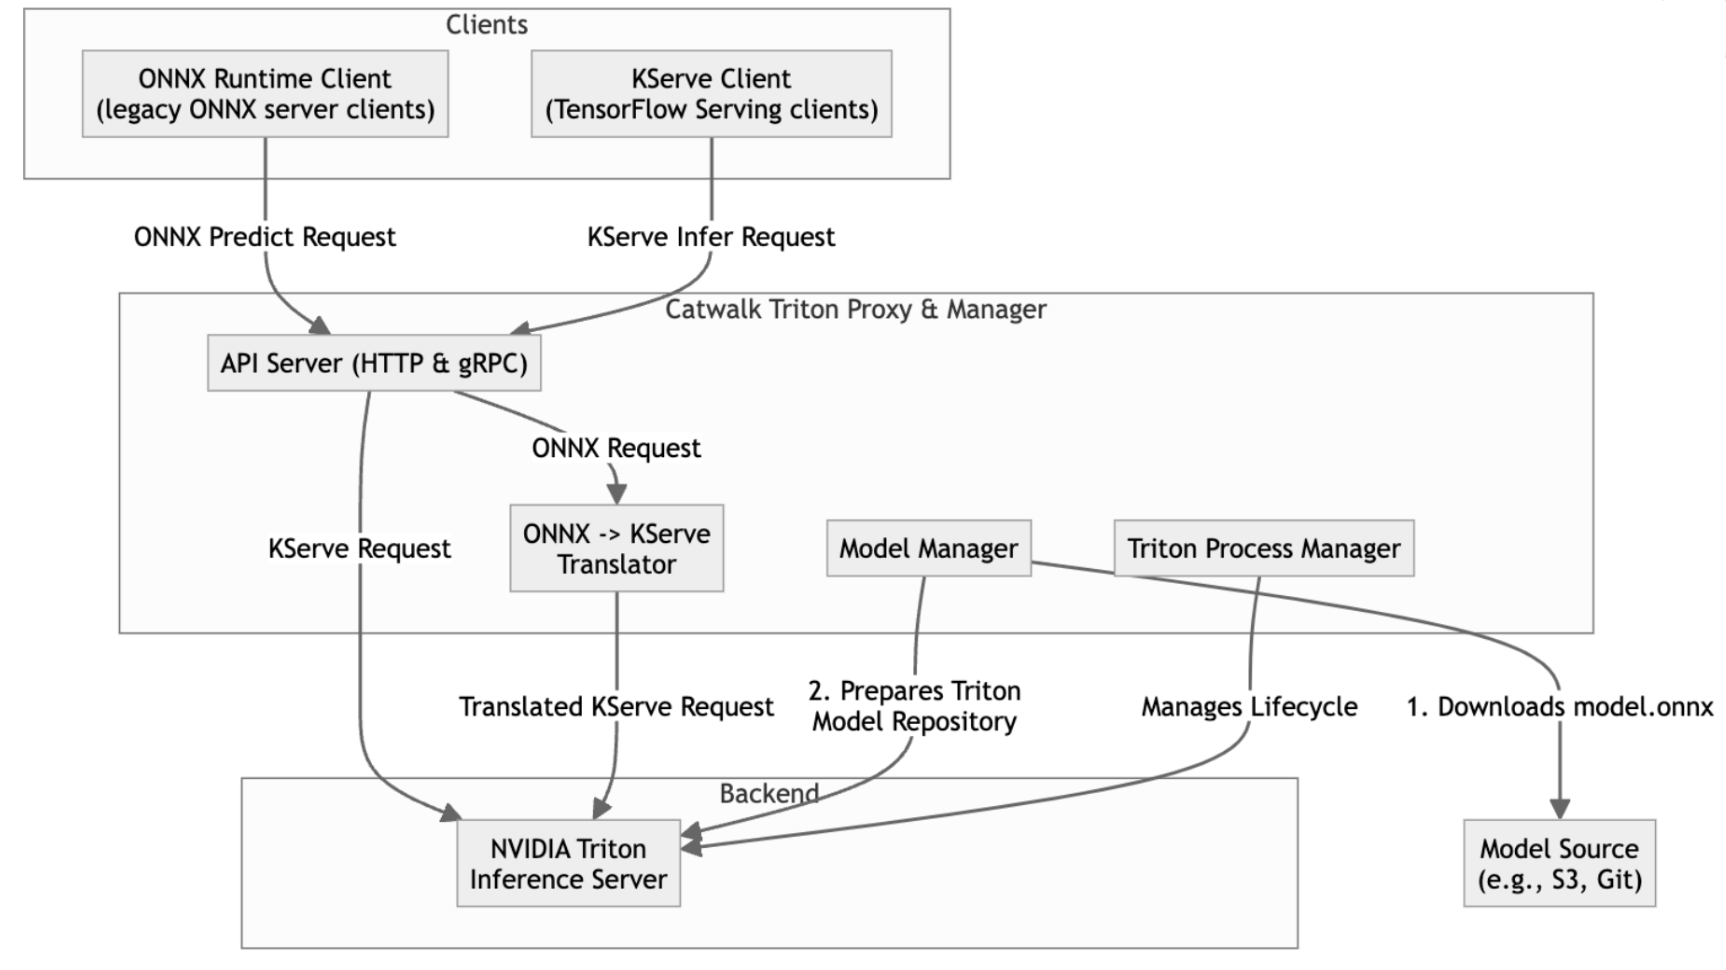 Clients
ONNX Runtime Client
(legacy ONNX server clients)
KServe Client
(TensorFlow Serving clients)
ONNX Predict Request
KServe Infer Request
Catwalk Triton Proxy & Manager
API Server (HTTP & gRPC)
ONNX Request
KServe Request
ONNX -> KServe
Translator
Model Manager
Triton Process Manager
Translated KServe Request
2. Prepares Triton
Model Repository
Manages Lifecycle
1. Downloads model.onnx
Backend
NVIDIA Triton
Inference Server
Model Source
(e.g., S3, Git)